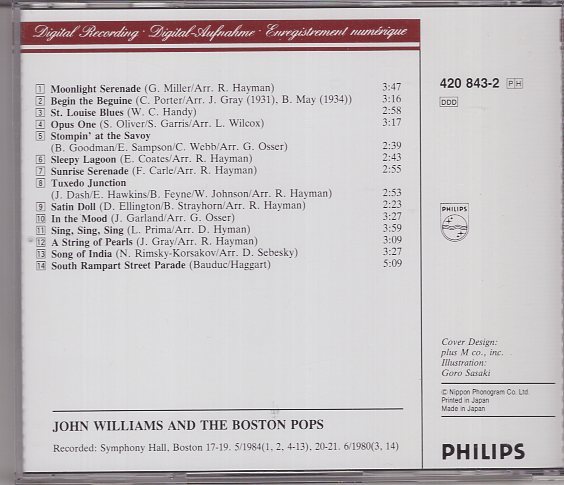 Digital Recording · Digital-Aufnahme · Enregistrement numérique
1 Moonlight Serenade (G. Miller/Arr. R. Hayman) 3:47
2 Begin the Beguine (C. Porter/Arr. J. Gray (1931), B. May (1934)) 3:16
3 St. Louise Blues (W. C. Handy) 2:58
4 Opus One (S. Oliver/S. Garris/Arr. L. Wilcox) 3:17
5 Stompin' at the Savoy
(B. Goodman/E. Sampson/C. Webb/Arr. G. Osser) 2:39
6 Sleepy Lagoon (E. Coates/Arr. R. Hayman) 2:43
7 Sunrise Serenade (F. Carle/Arr. R. Hayman) 2:55
8 Tuxedo Junction
(J. Dash/E. Hawkins/B. Feyne/W. Johnson/Arr. R. Hayman) 2:53
9 Satin Doll (D. Ellington/B. Strayhorn/Arr. R. Hayman) 2:23
10 In the Mood (J. Garland/Arr. G. Osser) 3:27
11 Sing, Sing, Sing (L. Prima/Arr. D. Hyman) 3:59
12 A String of Pearls (J. Gray/Arr. R. Hayman) 3:09
13 Song of India (N. Rimsky-Korsakov/Arr. D. Sebesky) 3:27
14 South Rampart Street Parade (Bauduc/Haggart) 5:09
JOHN WILLIAMS AND THE BOSTON POPS
Recorded: Symphony Hall, Boston 17-19. 5/1984(1, 2, 4-13), 20-21. 6/1980(3, 14)
420 843-2 PH
DDD
PHILIPS
Cover Design:
plus M co., inc.
Illustration:
Goro Sasaki
© Nippon Phonogram Co. Ltd.
Printed in Japan
Made in Japan
PHILIPS